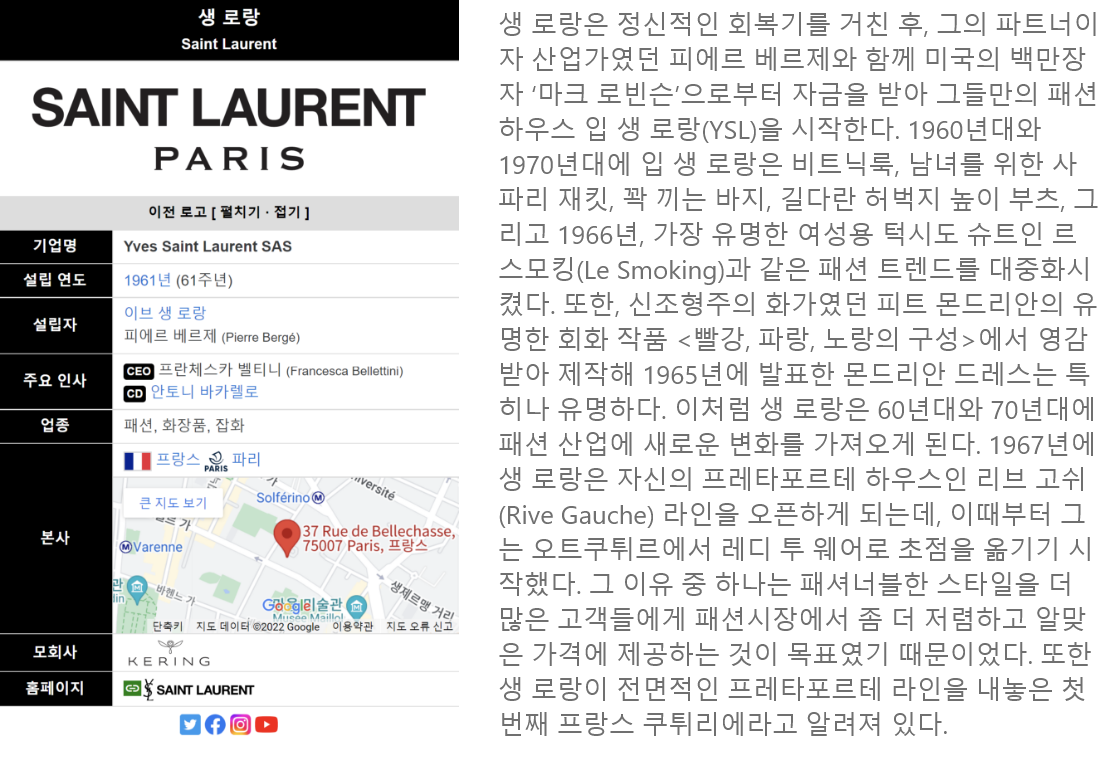 생 로랑
Saint Laurent
SAINT LAURENT
PARIS
이전 로고 [ 펼치기 · 접기 ]
기업명 Yves Saint Laurent SAS
설립 연도 1961년 (61주년)
설립자 이브 생 로랑
피에르 베르제 (Pierre Bergé)
주요 인사 CEO 프란체스카 벨티니 (Francesca Bellettini)
CD 안토니 바카렐로
업종 패션, 화장품, 잡화
본사 프랑스 PARIS 파리
큰 지도 보기
Solférino M
université
37 Rue de Bellechasse,
75007 Paris, 프랑스
M Varenne
바렌느 가
생제르맹 거리
Google
마욜 미술관
Musée Maillol
단축키 지도 데이터 ©2022 Google 이용약관 지도 오류 신고
모회사 KERING
홈페이지 YSL SAINT LAURENT
생 로랑은 정신적인 회복기를 거친 후, 그의 파트너이
자 산업가였던 피에르 베르제와 함께 미국의 백만장
자 ‘마크 로빈슨’으로부터 자금을 받아 그들만의 패션
하우스 입 생 로랑(YSL)을 시작한다. 1960년대와
1970년대에 입 생 로랑은 비트닉룩, 남녀를 위한 사
파리 재킷, 꽉 끼는 바지, 길다란 허벅지 높이 부츠, 그
리고 1966년, 가장 유명한 여성용 턱시도 슈트인 르
스모킹(Le Smoking)과 같은 패션 트렌드를 대중화시
켰다. 또한, 신조형주의 화가였던 피트 몬드리안의 유
명한 회화 작품 <빨강, 파랑, 노랑의 구성>에서 영감
받아 제작해 1965년에 발표한 몬드리안 드레스는 특
히나 유명하다. 이처럼 생 로랑은 60년대와 70년대에
패션 산업에 새로운 변화를 가져오게 된다. 1967년에
생 로랑은 자신의 프레타포르테 하우스인 리브 고쉬
(Rive Gauche) 라인을 오픈하게 되는데, 이때부터 그
는 오트쿠튀르에서 레디 투 웨어로 초점을 옮기기 시
작했다. 그 이유 중 하나는 패셔너블한 스타일을 더
많은 고객들에게 패션시장에서 좀 더 저렴하고 알맞
은 가격에 제공하는 것이 목표였기 때문이었다. 또한
생 로랑이 전면적인 프레타포르테 라인을 내놓은 첫
번째 프랑스 쿠튀리에라고 알려져 있다.